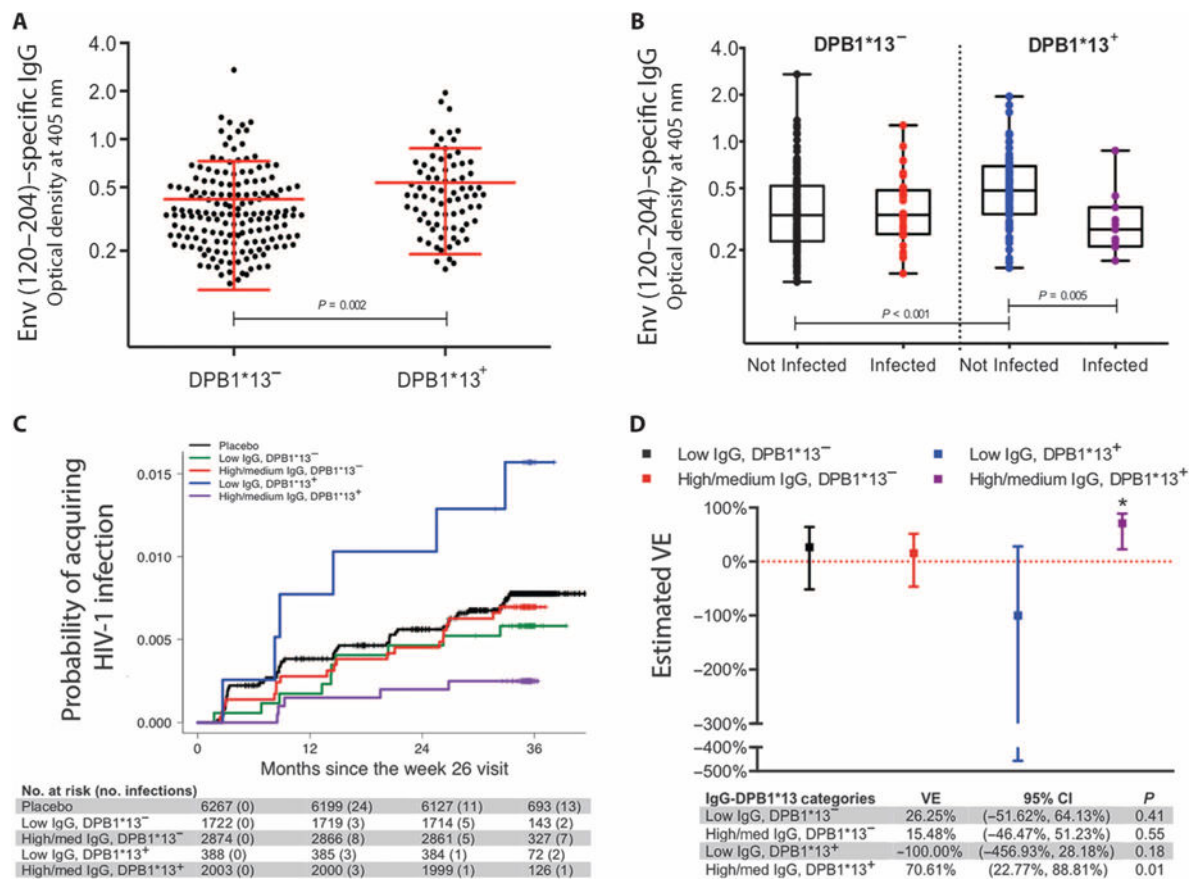 A
Env (120–204)–specific IgG
Optical density at 405 nm
4.0
2.0
1.0
0.5
0.2
P = 0.002
DPB1*13−
DPB1*13+
B
Env (120–204)–specific IgG
Optical density at 405 nm
DPB1*13−
DPB1*13+
4.0
2.0
1.0
0.5
0.2
P < 0.001
P = 0.005
Not Infected
Infected
Not Infected
Infected
C
Probability of acquiring
HIV-1 infection
Placebo
Low IgG, DPB1*13−
High/medium IgG, DPB1*13−
Low IgG, DPB1*13+
High/medium IgG, DPB1*13+
0.015
0.010
0.005
0.000
0 12 24 36
Months since the week 26 visit
No. at risk (no. infections)
Placebo 6267 (0) 6199 (24) 6127 (11) 693 (13)
Low IgG, DPB1*13− 1722 (0) 1719 (3) 1714 (5) 143 (2)
High/med IgG, DPB1*13− 2874 (0) 2866 (8) 2861 (5) 327 (7)
Low IgG, DPB1*13+ 388 (0) 385 (3) 384 (1) 72 (2)
High/med IgG, DPB1*13+ 2003 (0) 2000 (3) 1999 (1) 126 (1)
D
Low IgG, DPB1*13−
High/medium IgG, DPB1*13−
Low IgG, DPB1*13+
High/medium IgG, DPB1*13+
Estimated VE
100%
0%
−100%
−200%
−300%
−400%
−500%
*
IgG-DPB1*13 categories VE 95% CI P
Low IgG, DPB1*13− 26.25% (−51.62%, 64.13%) 0.41
High/med IgG, DPB1*13− 15.48% (−46.47%, 51.23%) 0.55
Low IgG, DPB1*13+ −100.00% (−456.93%, 28.18%) 0.18
High/med IgG, DPB1*13+ 70.61% (22.77%, 88.81%) 0.01